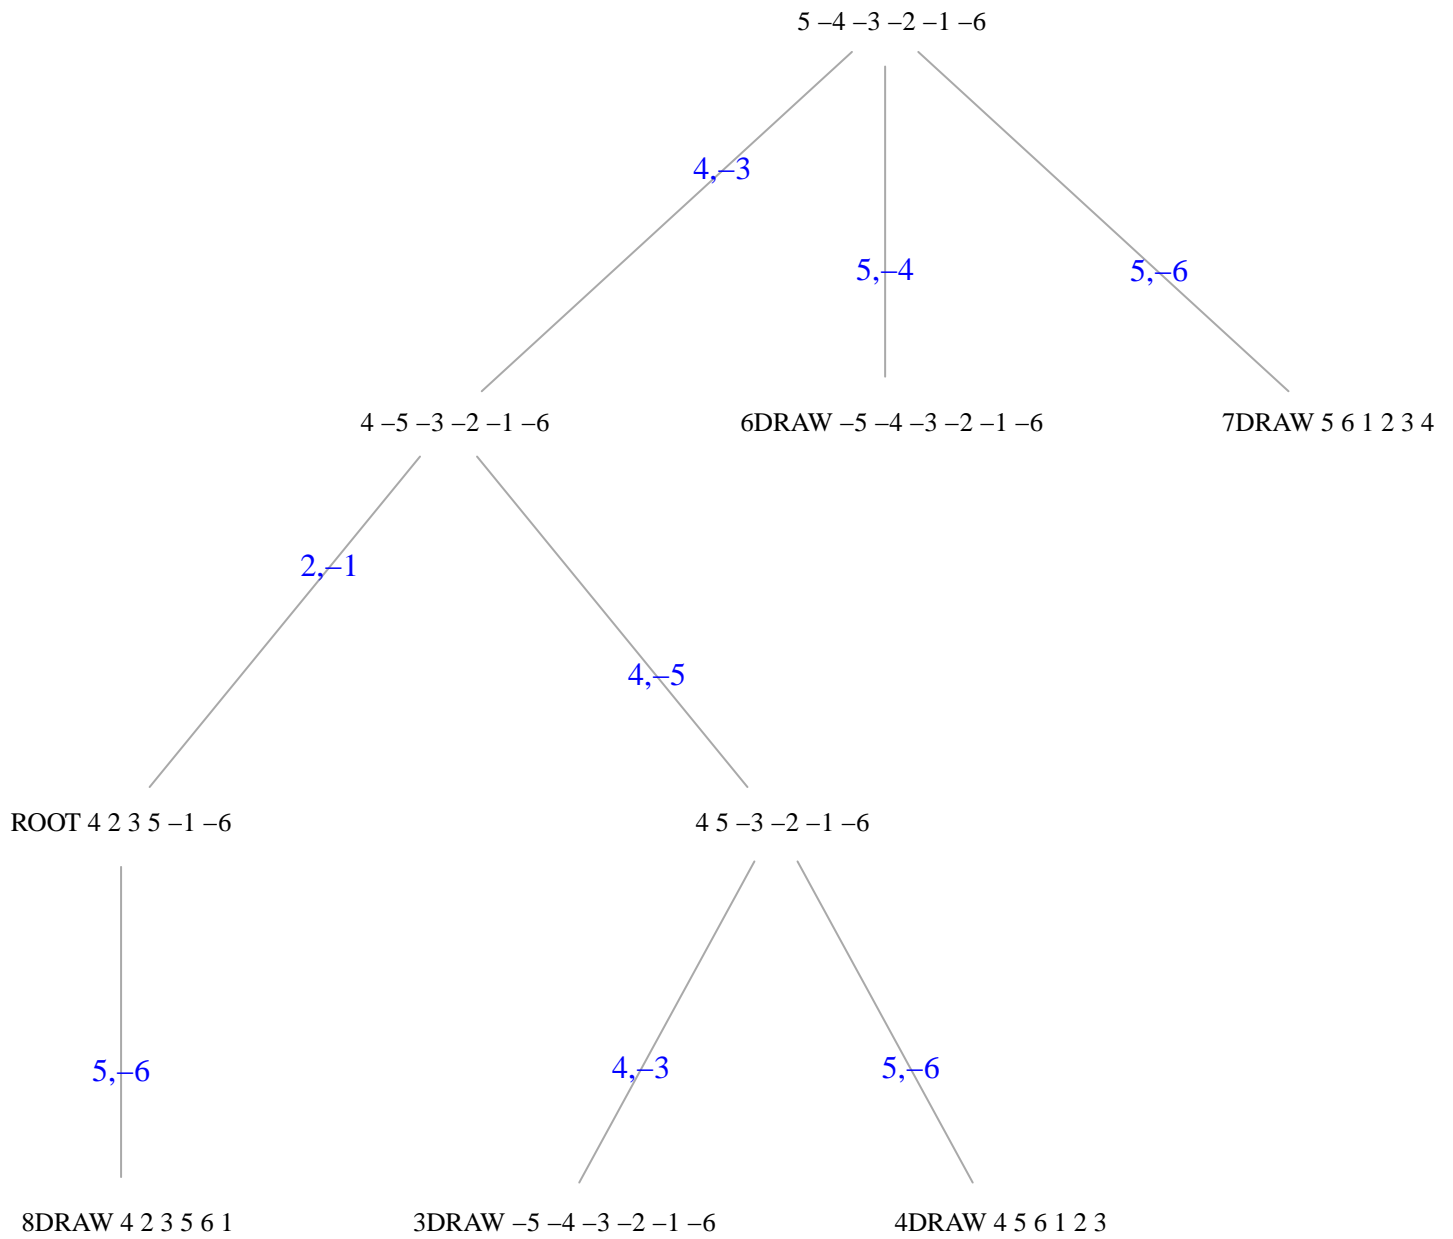 5 –4 –3 –2 –1 –6
4,–3
5,–4
5,–6
4 –5 –3 –2 –1 –6
6DRAW –5 –4 –3 –2 –1 –6
7DRAW 5 6 1 2 3 4
2,–1
4,–5
ROOT 4 2 3 5 –1 –6
4 5 –3 –2 –1 –6
5,–6
4,–3
5,–6
8DRAW 4 2 3 5 6 1
3DRAW –5 –4 –3 –2 –1 –6
4DRAW 4 5 6 1 2 3